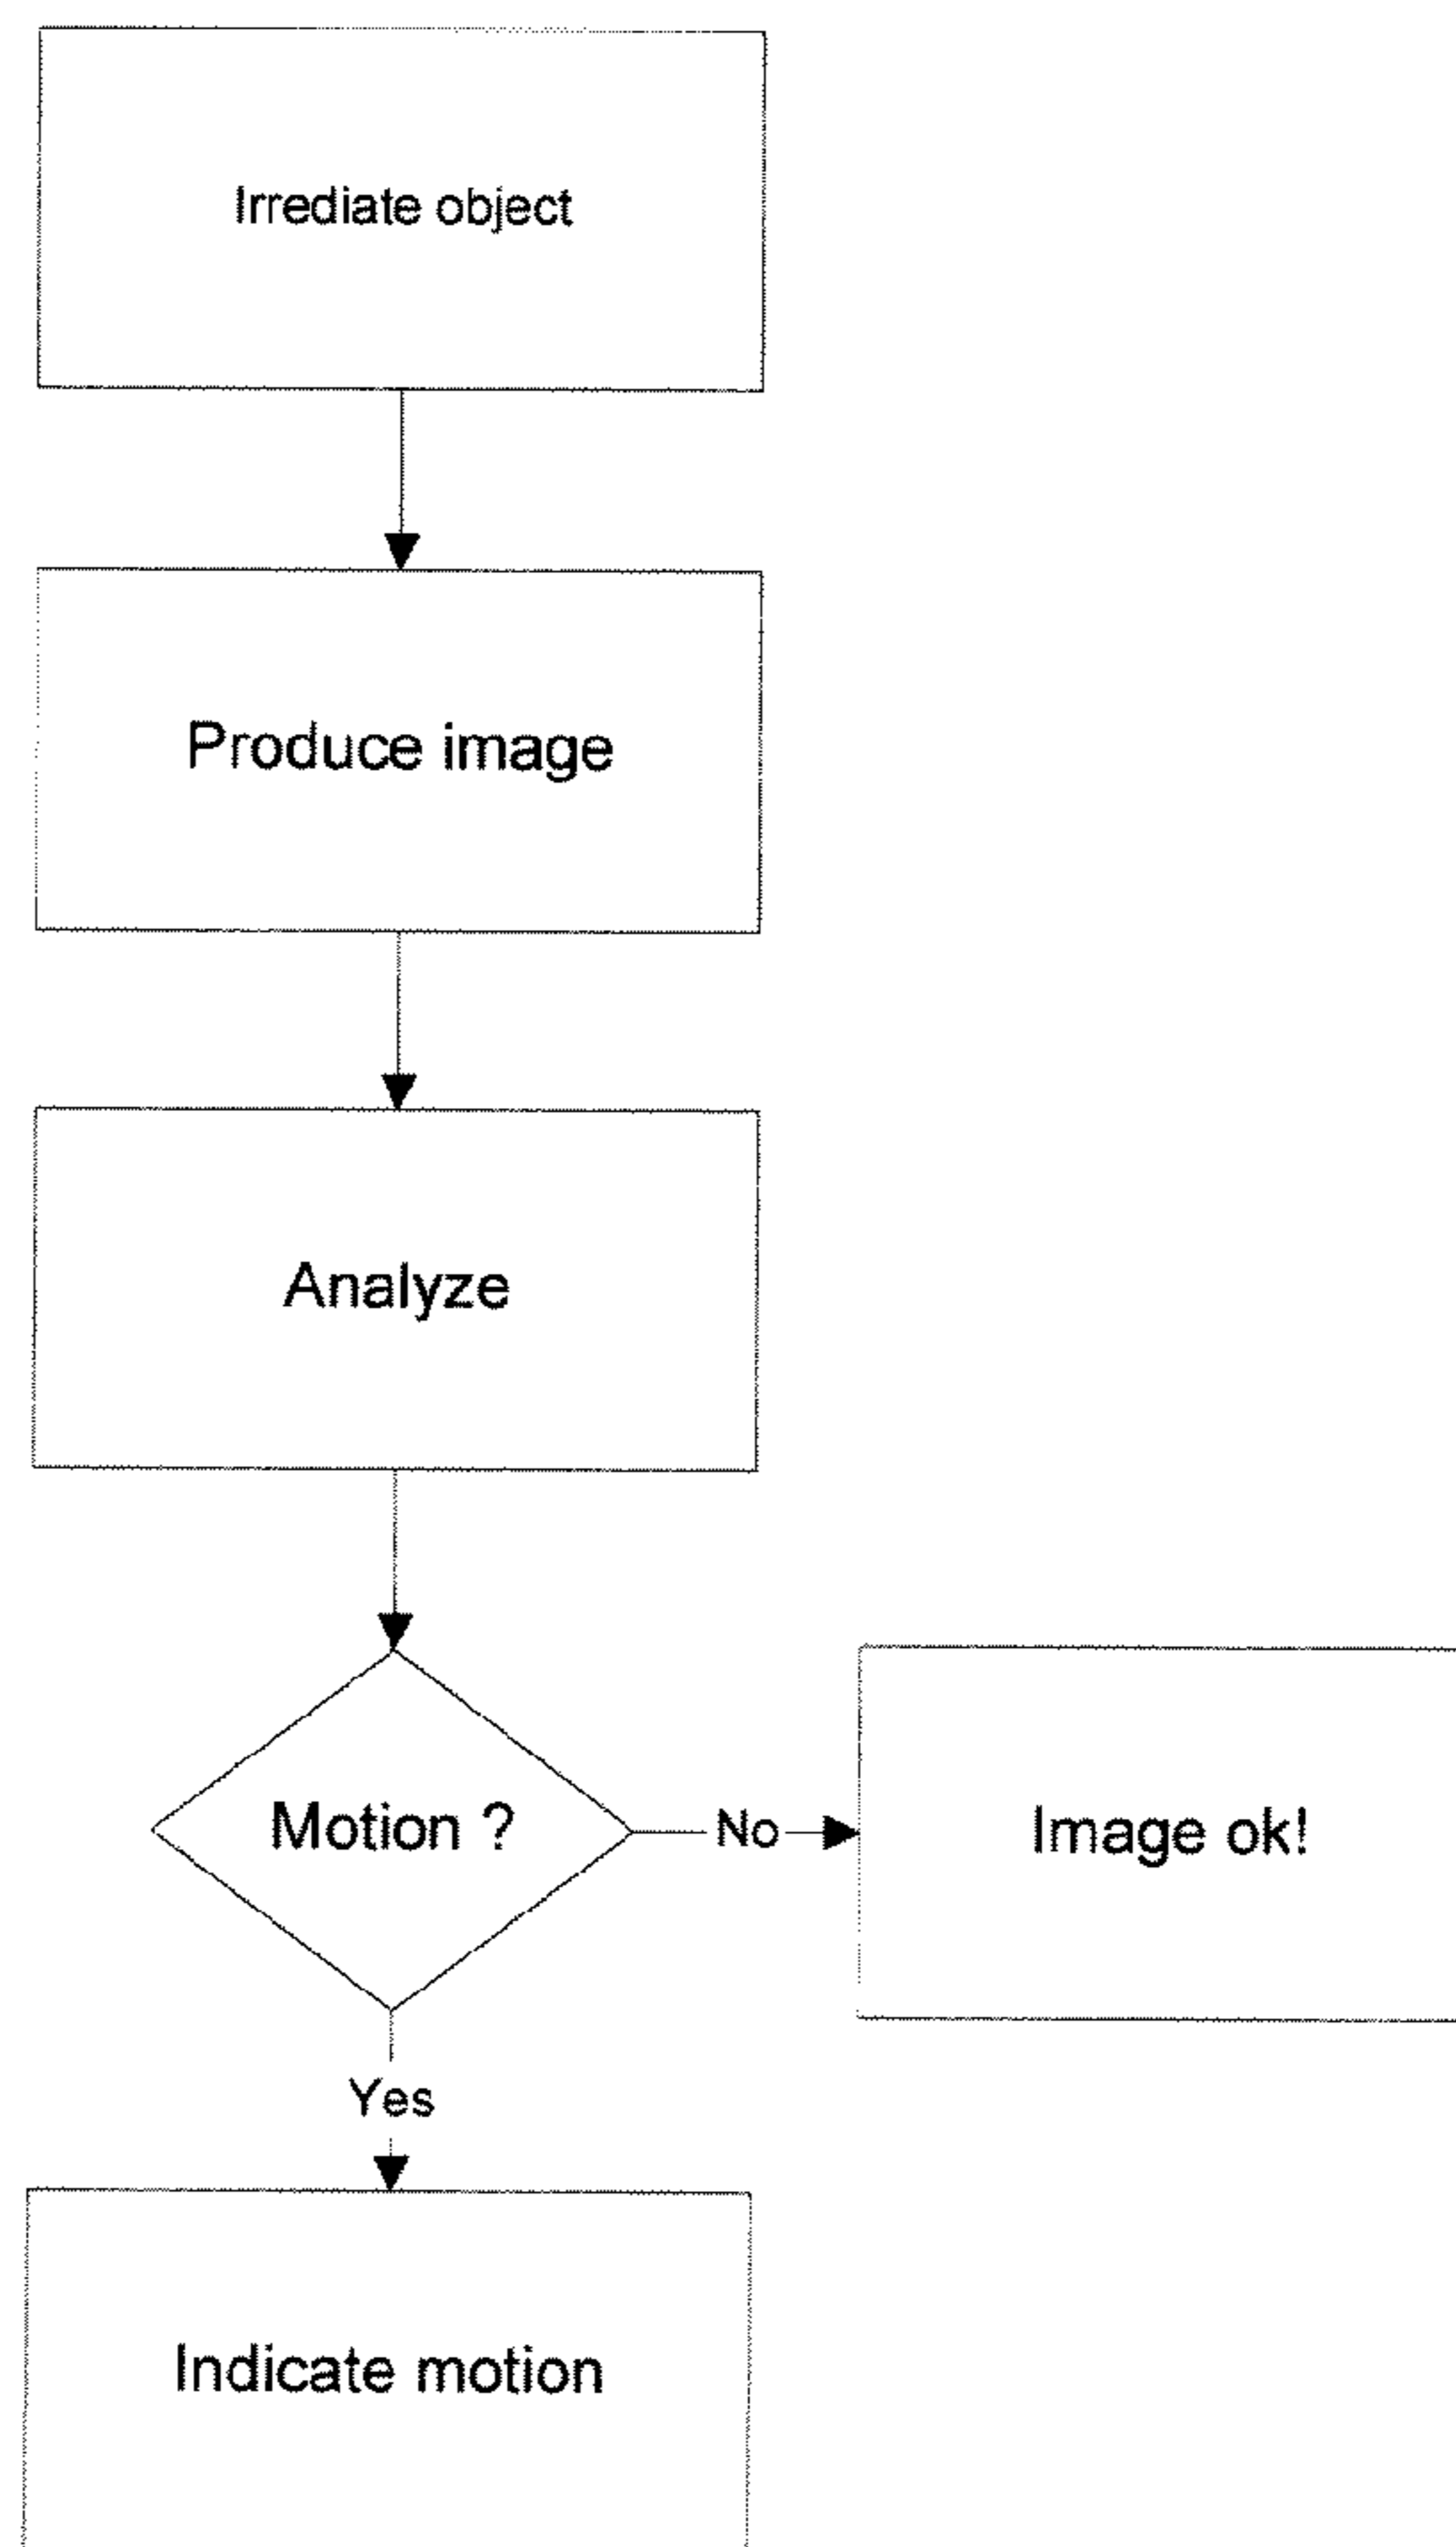 Irrediate object
Produce image
Analyze
Motion ?
No
Image ok!
Yes
Indicate motion